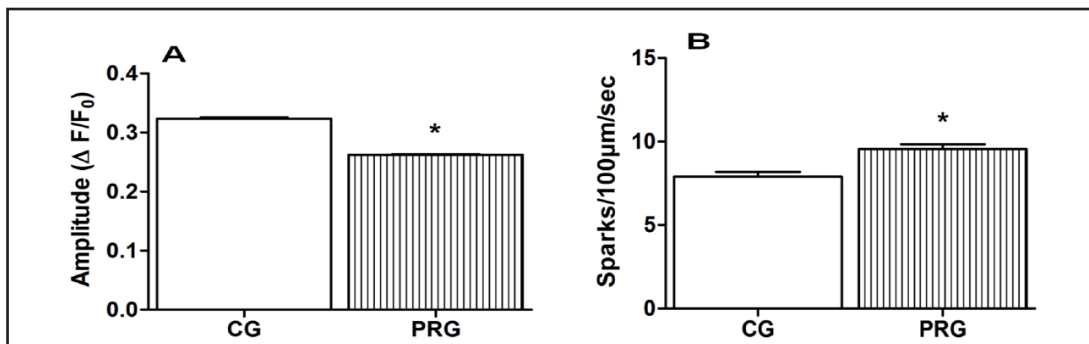 A
Amplitude (Δ F/F₀)
0.4
0.3
0.2
0.1
0.0
*
CG
PRG
B
Sparks/100µm/sec
15
10
5
0
*
CG
PRG